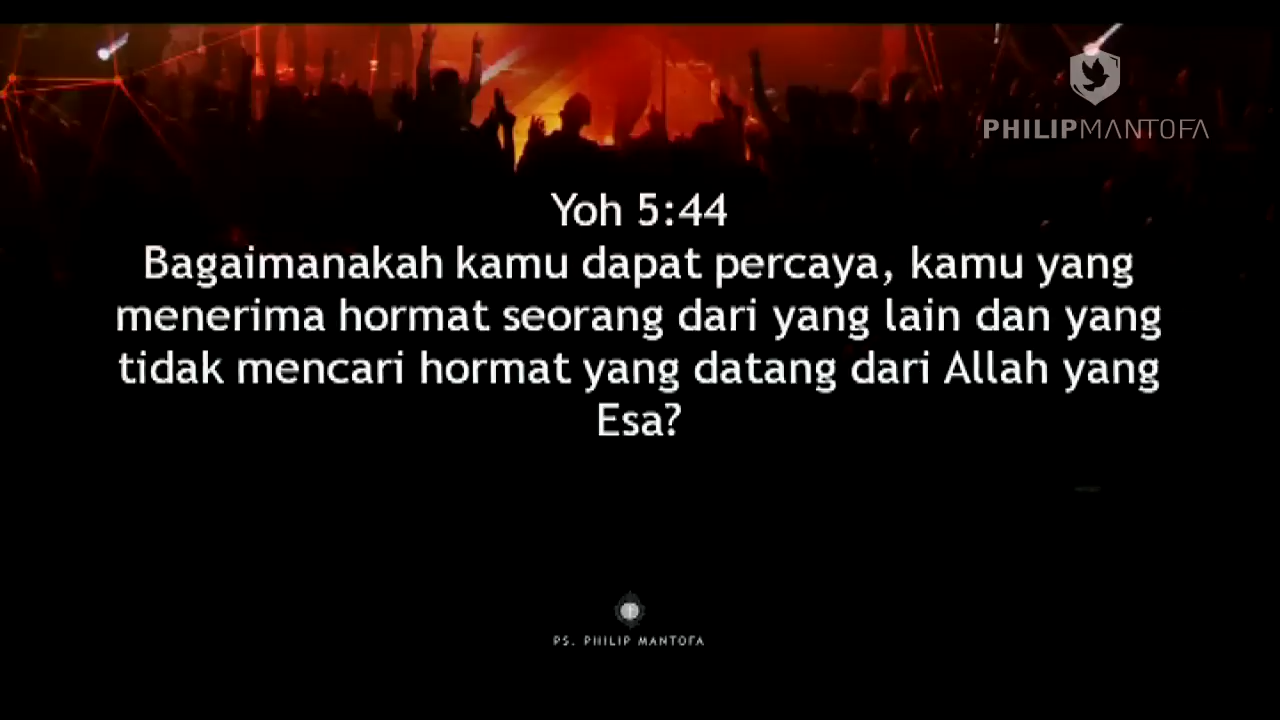 PHILIPMANTOFA
Yoh 5:44
Bagaimanakah kamu dapat percaya, kamu yang
menerima hormat seorang dari yang lain dan yang
tidak mencari hormat yang datang dari Allah yang
Esa?
PS. PHILIP MANTOFA